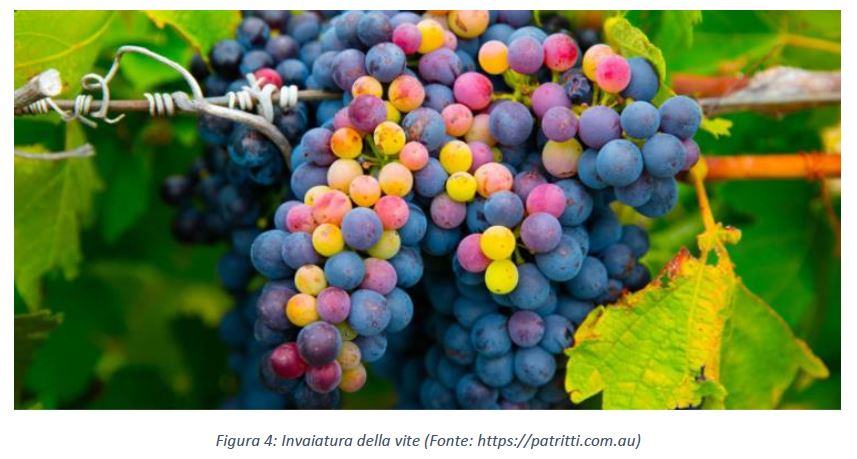 Figura 4: Invaiatura della vite (Fonte: https://patritti.com.au)